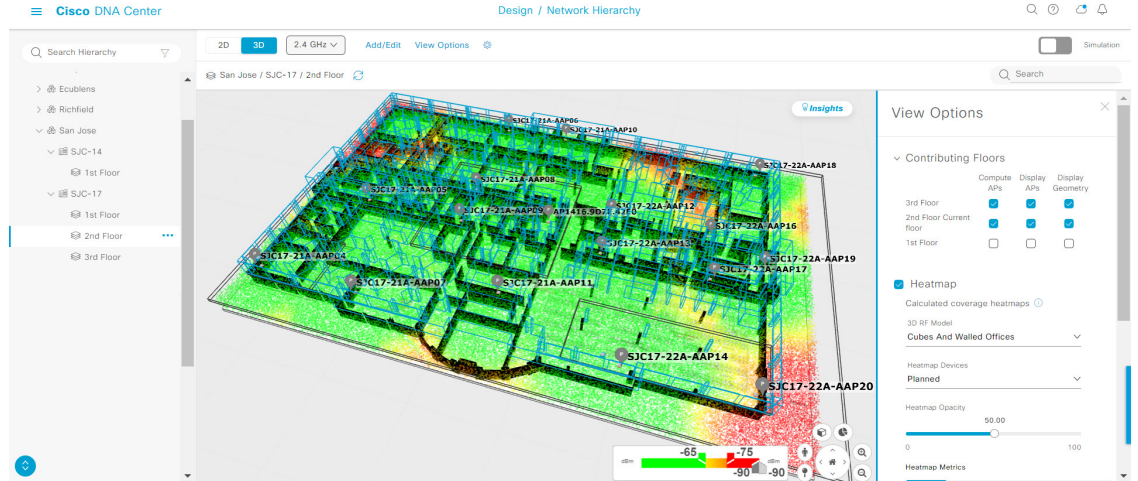 Cisco DNA Center
Design / Network Hierarchy
Search Hierarchy
Ecublens
Richfield
San Jose
SJC-14
1st Floor
SJC-17
1st Floor
2nd Floor
3rd Floor
2D 3D 2.4 GHz Add/Edit View Options
Simulation
San Jose / SJC-17 / 2nd Floor
Search
Insights
SJC17-21A-AAP06
SJC17-21A-AAP10
SJC17-22A-AAP18
SJC17-21A-AAP08
SJC17-21A-AAP05
SJC17-22A-AAP12
SJC17-21A-AAP09
SJC17-22A-AAP16
SJC17-22A-AAP13
SJC17-21A-AAP04
SJC17-22A-AAP19
SJC17-22A-AAP17
SJC17-21A-AAP07
SJC17-21A-AAP11
SJC17-22A-AAP14
SJC17-22A-AAP20
dBm -65 -75 dBm
-90 -90
View Options
Contributing Floors
Compute APs Display APs Display Geometry
3rd Floor
2nd Floor Current
floor
1st Floor
Heatmap
Calculated coverage heatmaps
3D RF Model
Cubes And Walled Offices
Heatmap Devices
Planned
Heatmap Opacity
50.00
0 100
Heatmap Metrics